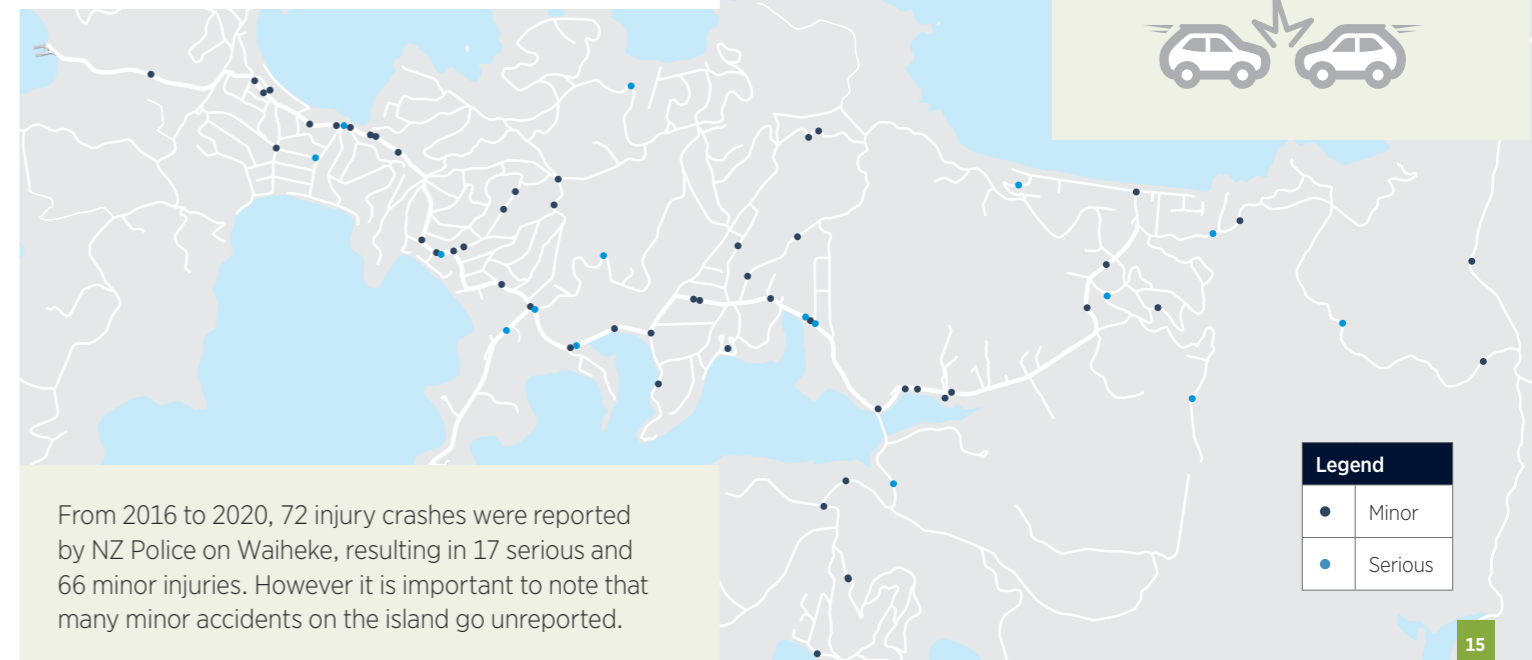 From 2016 to 2020, 72 injury crashes were reported
by NZ Police on Waiheke, resulting in 17 serious and
66 minor injuries. However it is important to note that
many minor accidents on the island go unreported.
Legend
Minor
Serious
15